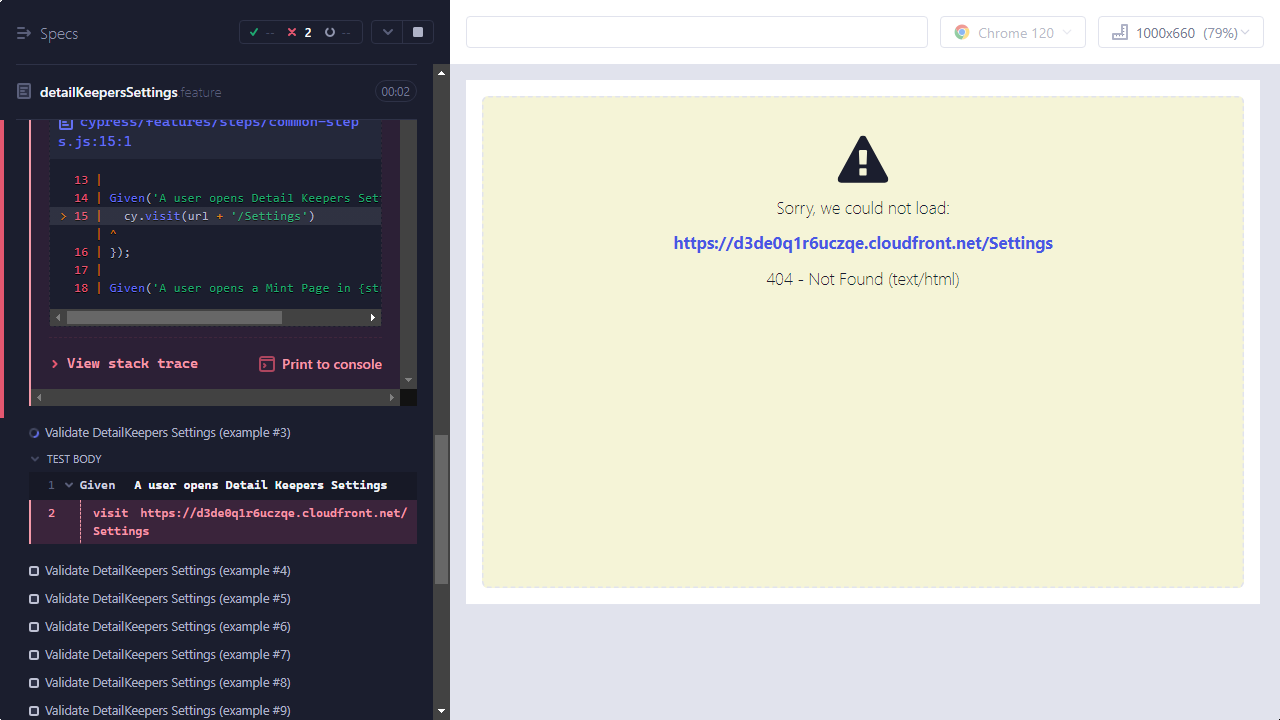 Specs
-- 2 --
detailKeepersSettings feature
00:02
cypress/features/steps/common-step
s.js:15:1
13 |
14 | Given('A user opens Detail Keepers Set
> 15 |   cy.visit(url + '/Settings')
| ^
16 | });
17 |
18 | Given('A user opens a Mint Page in {st
View stack trace
Print to console
Validate DetailKeepers Settings (example #3)
TEST BODY
1 Given A user opens Detail Keepers Settings
2 visit https://d3de0q1r6uczqe.cloudfront.net/
Settings
Validate DetailKeepers Settings (example #4)
Validate DetailKeepers Settings (example #5)
Validate DetailKeepers Settings (example #6)
Validate DetailKeepers Settings (example #7)
Validate DetailKeepers Settings (example #8)
Validate DetailKeepers Settings (example #9)
Chrome 120
1000x660 (79%)
Sorry, we could not load:
https://d3de0q1r6uczqe.cloudfront.net/Settings
404 - Not Found (text/html)